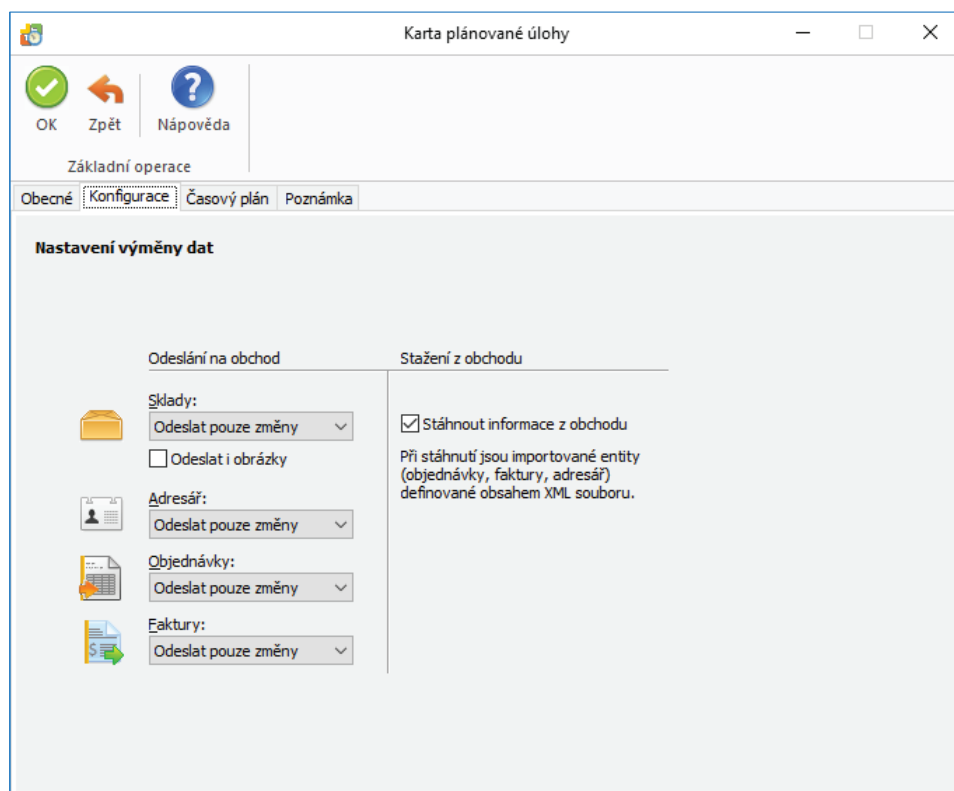 Karta plánované úlohy
OK
Zpět
Nápověda
Základní operace
Obecné
Konfigurace
Časový plán
Poznámka
Nastavení výměny dat
Odeslání na obchod
Stažení z obchodu
Sklady:
Odeslat pouze změny
Odeslat i obrázky
Stáhnout informace z obchodu
Při stáhnutí jsou importované entity
(objednávky, faktury, adresář)
definované obsahem XML souboru.
Adresář:
Odeslat pouze změny
Objednávky:
Odeslat pouze změny
Faktury:
Odeslat pouze změny